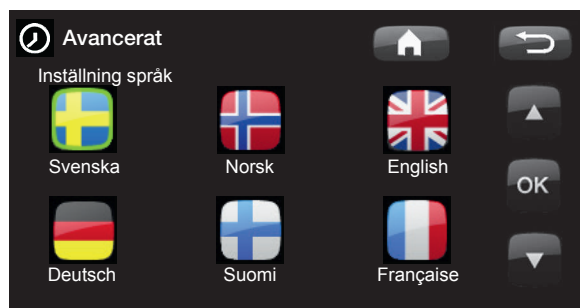 Avancerat
Inställning språk
Svenska Norsk English
OK
Deutsch Suomi Française